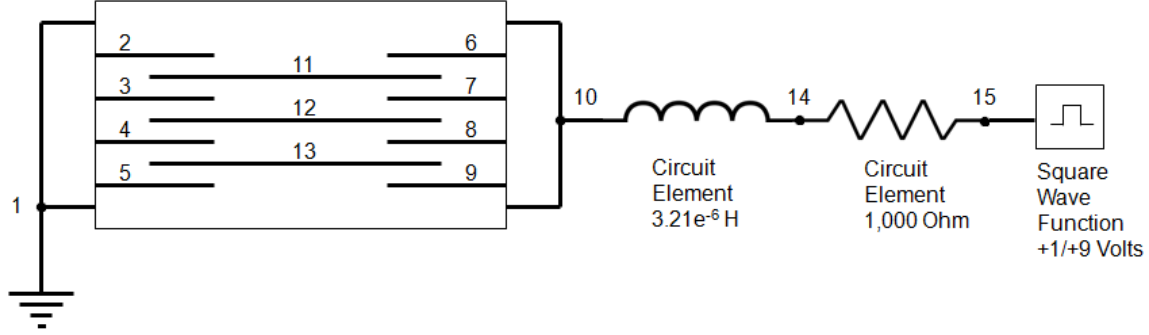 2
6
11
3
7
10
14
15
12
4
8
13
5
9
1
Circuit
Element
3.21e⁻⁶ H
Circuit
Element
1,000 Ohm
Square
Wave
Function
+1/+9 Volts